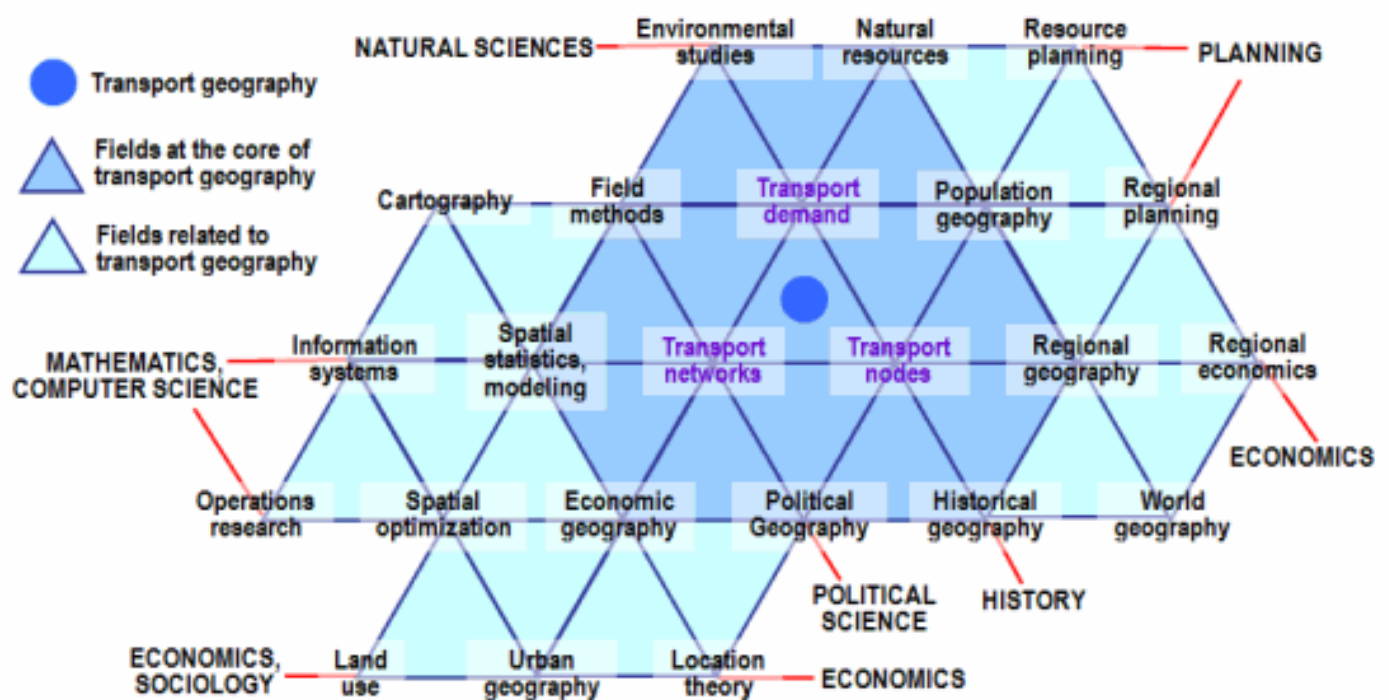 Transport geography
Fields at the core of
transport geography
Fields related to
transport geography
NATURAL SCIENCES
Environmental
studies
Natural
resources
Resource
planning
PLANNING
Cartography
Field
methods
Transport
demand
Population
geography
Regional
planning
MATHEMATICS,
COMPUTER SCIENCE
Information
systems
Spatial
statistics,
modeling
Transport
networks
Transport
nodes
Regional
geography
Regional
economics
ECONOMICS
Operations
research
Spatial
optimization
Economic
geography
Political
Geography
Historical
geography
World
geography
POLITICAL
SCIENCE
HISTORY
ECONOMICS,
SOCIOLOGY
Land
use
Urban
geography
Location
theory
ECONOMICS